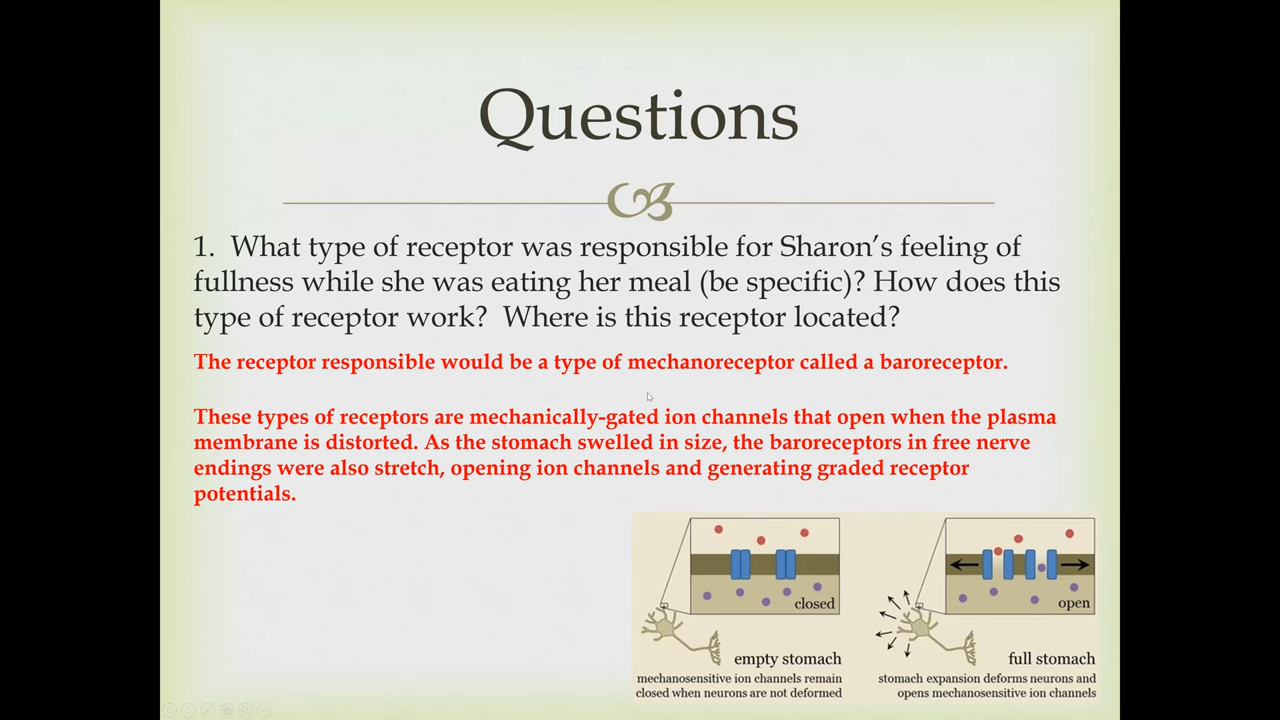 Questions
1. What type of receptor was responsible for Sharon’s feeling of
fullness while she was eating her meal (be specific)? How does this
type of receptor work? Where is this receptor located?
The receptor responsible would be a type of mechanoreceptor called a baroreceptor.
These types of receptors are mechanically-gated ion channels that open when the plasma
membrane is distorted. As the stomach swelled in size, the baroreceptors in free nerve
endings were also stretch, opening ion channels and generating graded receptor
potentials.
closed
empty stomach
mechanosensitive ion channels remain
closed when neurons are not deformed
open
full stomach
stomach expansion deforms neurons and
opens mechanosensitive ion channels